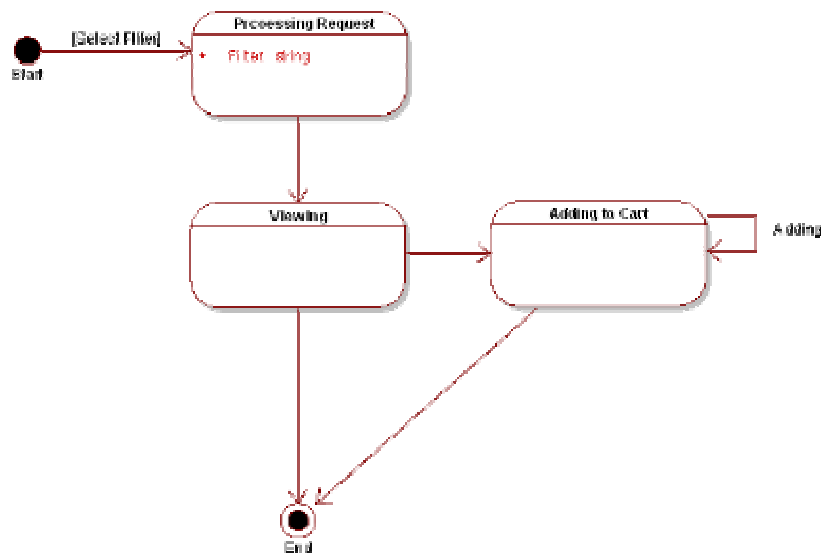 Processing Request
[Select Filter]
+ Filter string
Start
Viewing
Adding to Cart
Adding
End